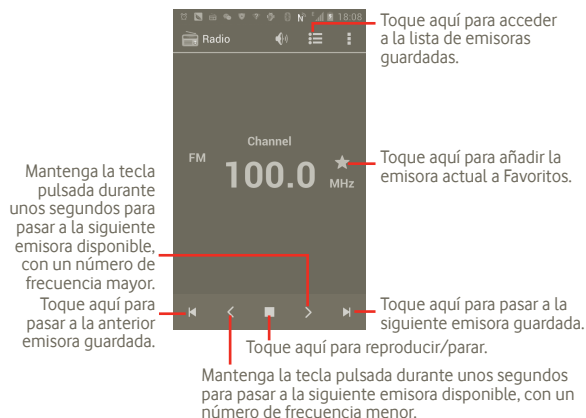 18:08
Radio
Channel
FM
100.0
MHz
Toque aquí para acceder
a la lista de emisoras
guardadas.
Toque aquí para añadir la
emisora actual a Favoritos.
Mantenga la tecla
pulsada durante
unos segundos para
pasar a la siguiente
emisora disponible,
con un número de
frecuencia mayor.
Toque aquí para
pasar a la anterior
emisora guardada.
Toque aquí para pasar a la
siguiente emisora guardada.
Toque aquí para reproducir/parar.
Mantenga la tecla pulsada durante unos segundos
para pasar a la siguiente emisora disponible, con un
número de frecuencia menor.